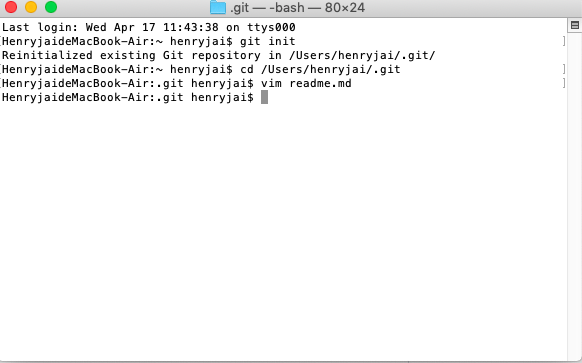 .git — -bash — 80×24
Last login: Wed Apr 17 11:43:38 on ttys000
[HenryjaideMacBook-Air:~ henryjai$ git init ]
Reinitialized existing Git repository in /Users/henryjai/.git/
[HenryjaideMacBook-Air:~ henryjai$ cd /Users/henryjai/.git ]
[HenryjaideMacBook-Air:.git henryjai$ vim readme.md ]
HenryjaideMacBook-Air:.git henryjai$